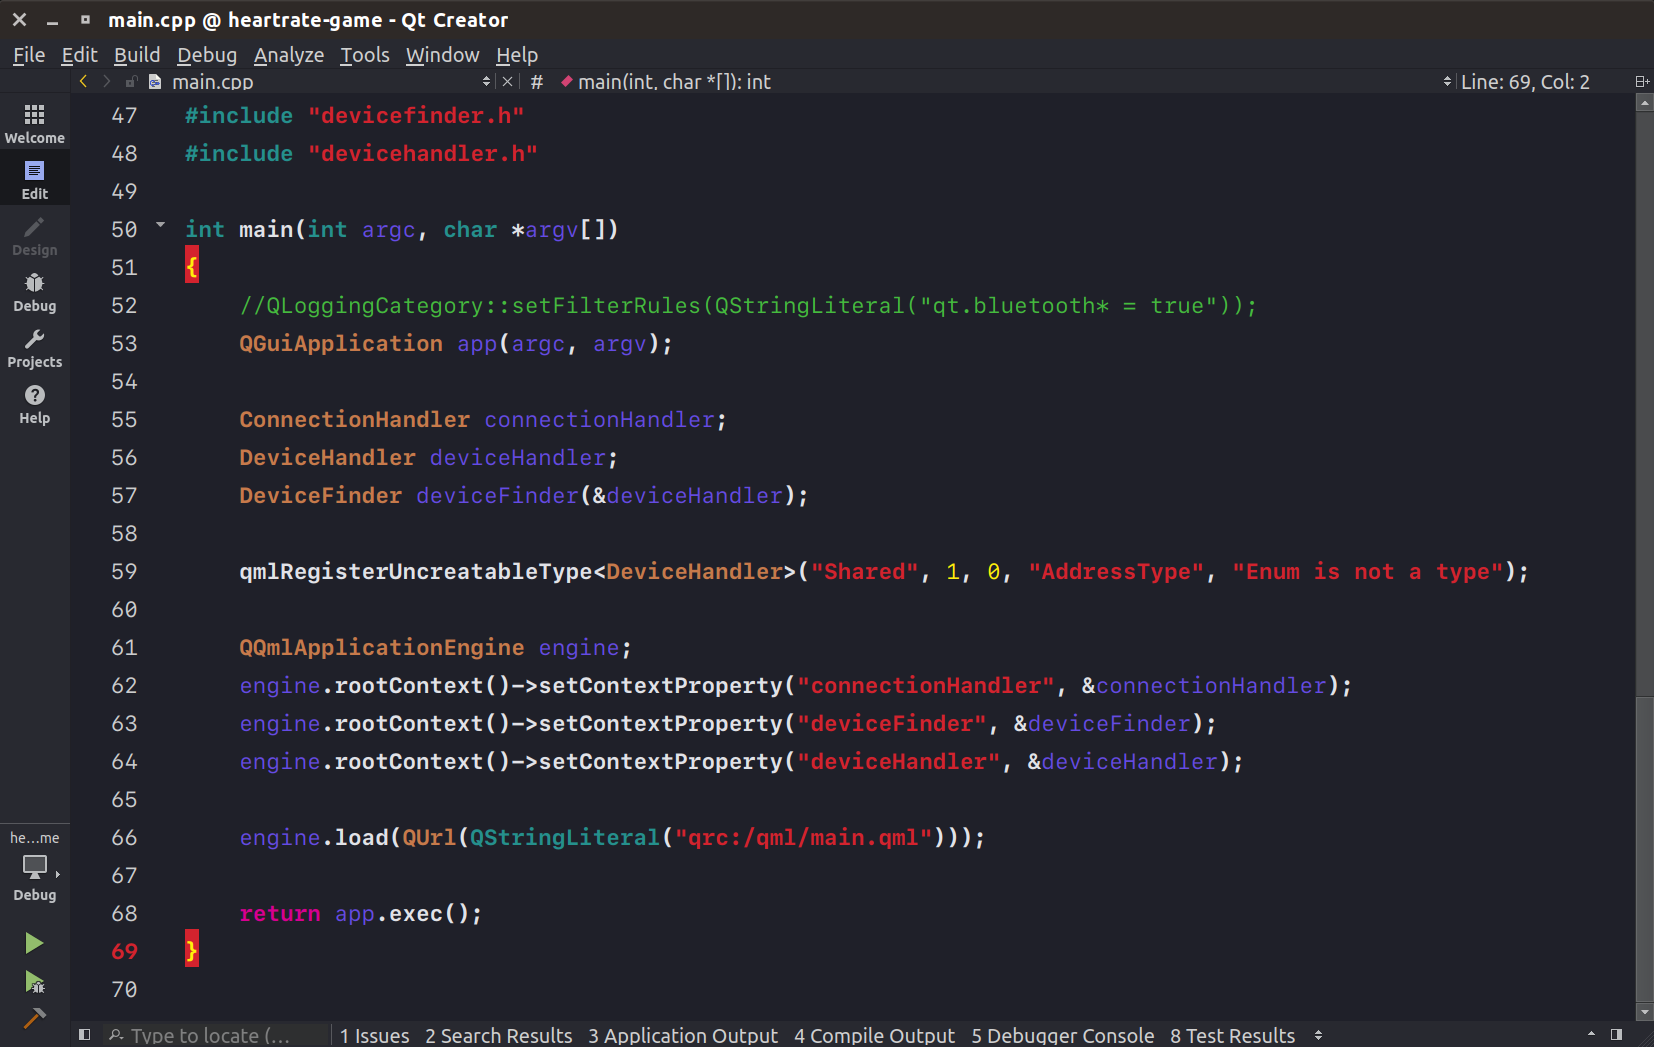 main.cpp @ heartrate-game - Qt Creator
File Edit Build Debug Analyze Tools Window Help
main.cpp # main(int, char *[]): int Line: 69, Col: 2
Welcome
Edit
Design
Debug
Projects
Help
he...me
Debug
47 #include "devicefinder.h"
48 #include "devicehandler.h"
49
50 int main(int argc, char *argv[])
51 {
52 //QLoggingCategory::setFilterRules(QStringLiteral("qt.bluetooth* = true"));
53 QGuiApplication app(argc, argv);
54
55 ConnectionHandler connectionHandler;
56 DeviceHandler deviceHandler;
57 DeviceFinder deviceFinder(&deviceHandler);
58
59 qmlRegisterUncreatableType<DeviceHandler>("Shared", 1, 0, "AddressType", "Enum is not a type");
60
61 QQmlApplicationEngine engine;
62 engine.rootContext()->setContextProperty("connectionHandler", &connectionHandler);
63 engine.rootContext()->setContextProperty("deviceFinder", &deviceFinder);
64 engine.rootContext()->setContextProperty("deviceHandler", &deviceHandler);
65
66 engine.load(QUrl(QStringLiteral("qrc:/qml/main.qml")));
67
68 return app.exec();
69 }
70
Type to locate (... 1 Issues 2 Search Results 3 Application Output 4 Compile Output 5 Debugger Console 8 Test Results